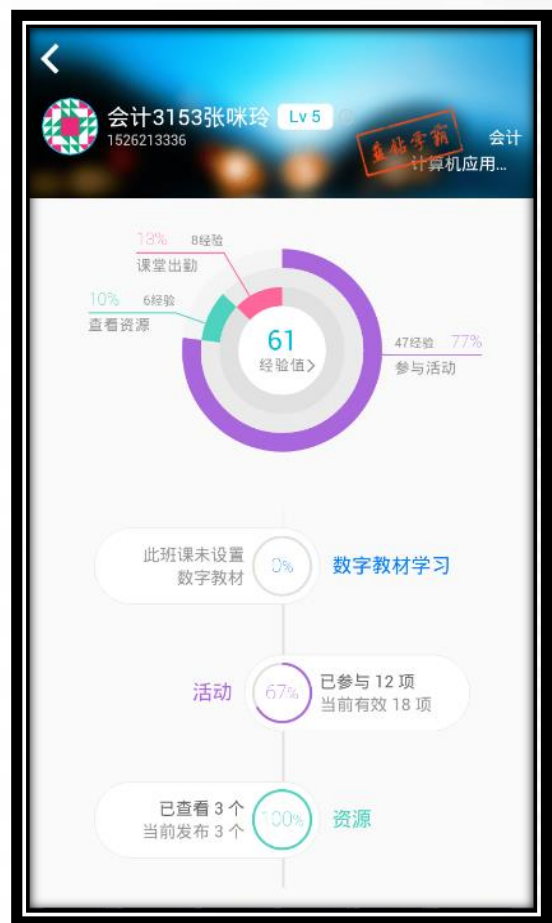 会计3153张咪玲 Lv 5
1526213336
蓝钻学霸
会计
计算机应用...
13% 8经验
课堂出勤
10% 6经验
查看资源
61
经验值>
47经验 77%
参与活动
此班课未设置
数字教材
0%
数字教材学习
活动
67%
已参与 12 项
当前有效 18 项
已查看 3 个
当前发布 3 个
100%
资源